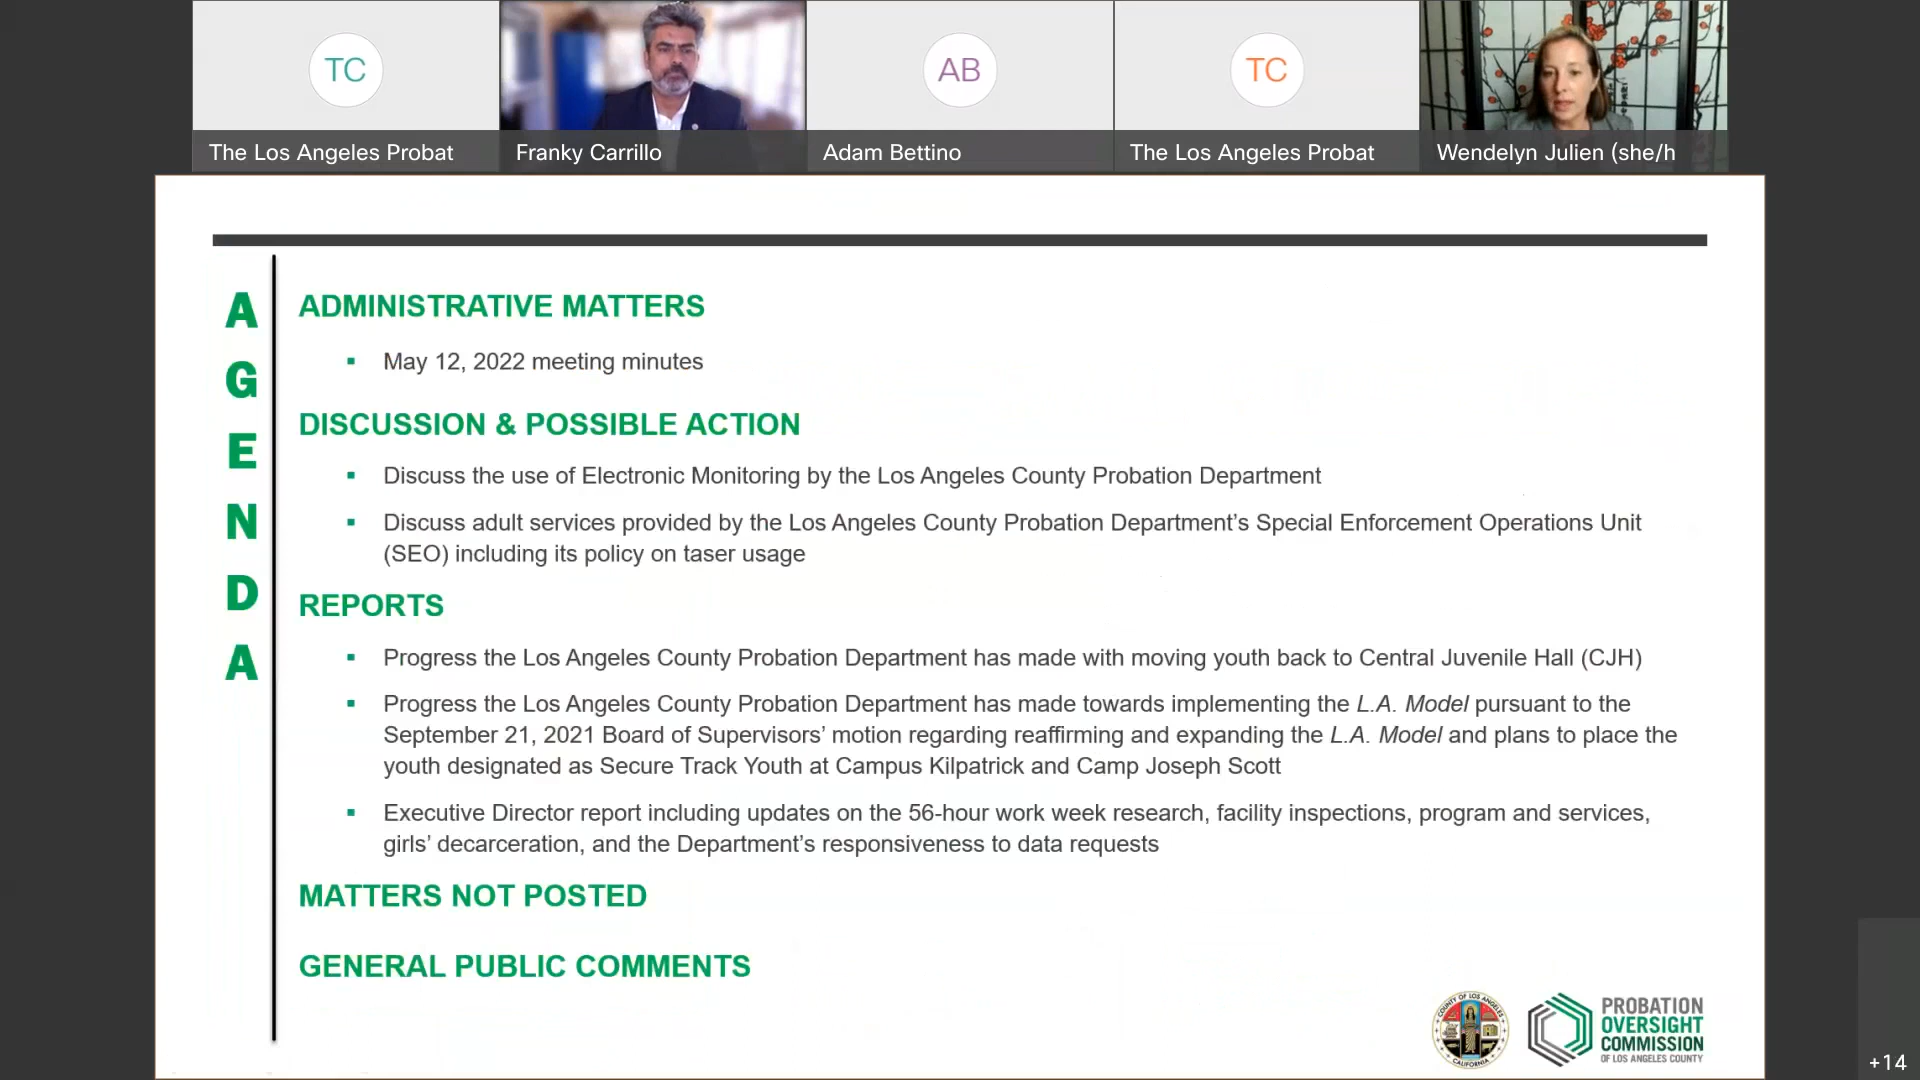 TC
AB
TC
The Los Angeles Probat
Franky Carrillo
Adam Bettino
The Los Angeles Probat
Wendelyn Julien (she/h
AGENDA
ADMINISTRATIVE MATTERS
▪ May 12, 2022 meeting minutes
DISCUSSION & POSSIBLE ACTION
▪ Discuss the use of Electronic Monitoring by the Los Angeles County Probation Department
▪ Discuss adult services provided by the Los Angeles County Probation Department’s Special Enforcement Operations Unit
(SEO) including its policy on taser usage
REPORTS
▪ Progress the Los Angeles County Probation Department has made with moving youth back to Central Juvenile Hall (CJH)
▪ Progress the Los Angeles County Probation Department has made towards implementing the L.A. Model pursuant to the
September 21, 2021 Board of Supervisors’ motion regarding reaffirming and expanding the L.A. Model and plans to place the
youth designated as Secure Track Youth at Campus Kilpatrick and Camp Joseph Scott
▪ Executive Director report including updates on the 56-hour work week research, facility inspections, program and services,
girls’ decarceration, and the Department’s responsiveness to data requests
MATTERS NOT POSTED
GENERAL PUBLIC COMMENTS
COUNTY OF LOS ANGELES
CALIFORNIA
PROBATION
OVERSIGHT
COMMISSION
OF LOS ANGELES COUNTY
+14